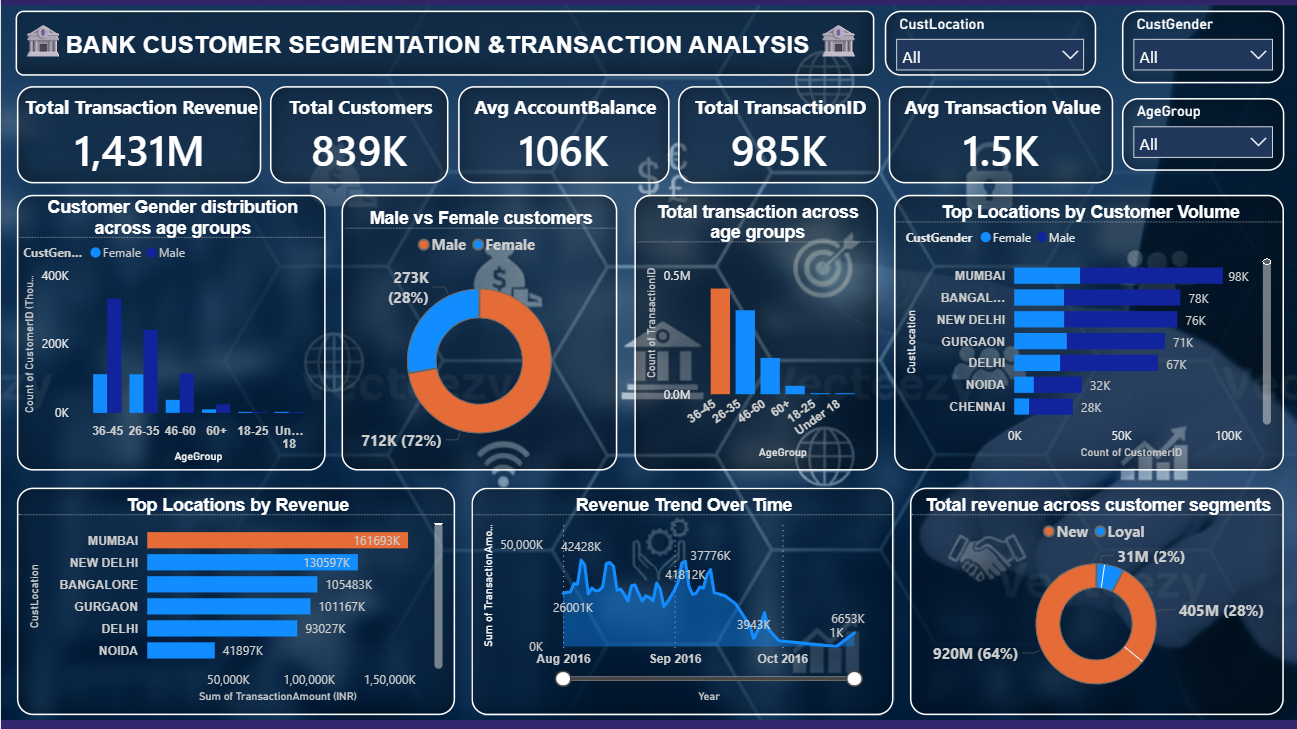 BANK CUSTOMER SEGMENTATION &TRANSACTION ANALYSIS
CustLocation
All
CustGender
All
AgeGroup
All
Total Transaction Revenue
1,431M
Total Customers
839K
Avg AccountBalance
106K
Total TransactionID
985K
Avg Transaction Value
1.5K
Customer Gender distribution
across age groups
CustGen... Female Male
Count of CustomerID (Thou...
400K
200K
0K
36-45 26-35 46-60 60+ 18-25 Un...
18
AgeGroup
Male vs Female customers
Male Female
273K
(28%)
712K (72%)
Total transaction across
age groups
Count of TransactionID
0.5M
0.0M
36-45 26-35 46-60 60+ 18-25 Under 18
AgeGroup
Top Locations by Customer Volume
CustGender Female Male
CustLocation
MUMBAI 98K
BANGAL... 78K
NEW DELHI 76K
GURGAON 71K
DELHI 67K
NOIDA 32K
CHENNAI 28K
0K 50K 100K
Count of CustomerID
Top Locations by Revenue
CustLocation
MUMBAI 161693K
NEW DELHI 130597K
BANGALORE 105483K
GURGAON 101167K
DELHI 93027K
NOIDA 41897K
50,000K 1,00,000K 1,50,000K
Sum of TransactionAmount (INR)
Revenue Trend Over Time
Sum of TransactionAmo...
50,000K
0K
42428K
26001K
37776K
41812K
3943K
6653K
1K
Aug 2016 Sep 2016 Oct 2016
Year
Total revenue across customer segments
New Loyal
31M (2%)
405M (28%)
920M (64%)
Vecteezy